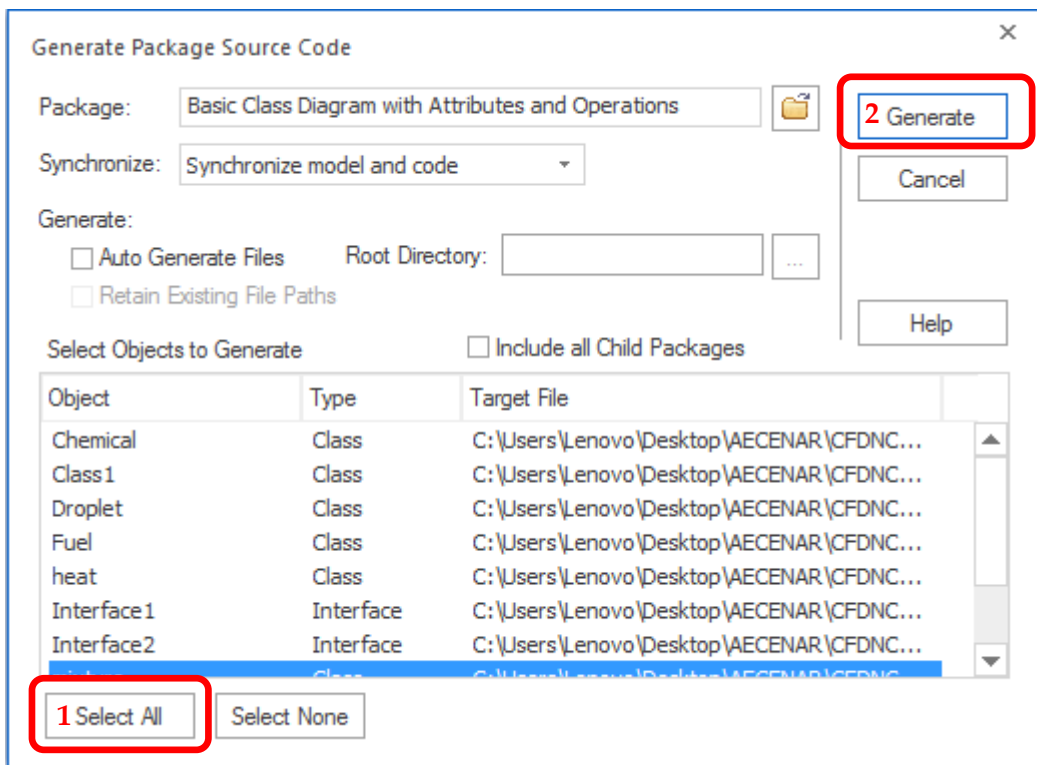 Generate Package Source Code
Package: Basic Class Diagram with Attributes and Operations
2 Generate
Synchronize: Synchronize model and code
Cancel
Generate:
Auto Generate Files Root Directory: ...
Retain Existing File Paths
Help
Select Objects to Generate Include all Child Packages
Object Type Target File
Chemical Class C:\Users\Lenovo\Desktop\AECENAR\CFDNC...
Class1 Class C:\Users\Lenovo\Desktop\AECENAR\CFDNC...
Droplet Class C:\Users\Lenovo\Desktop\AECENAR\CFDNC...
Fuel Class C:\Users\Lenovo\Desktop\AECENAR\CFDNC...
heat Class C:\Users\Lenovo\Desktop\AECENAR\CFDNC...
Interface1 Interface C:\Users\Lenovo\Desktop\AECENAR\CFDNC...
Interface2 Interface C:\Users\Lenovo\Desktop\AECENAR\CFDNC...
1 Select All Select None